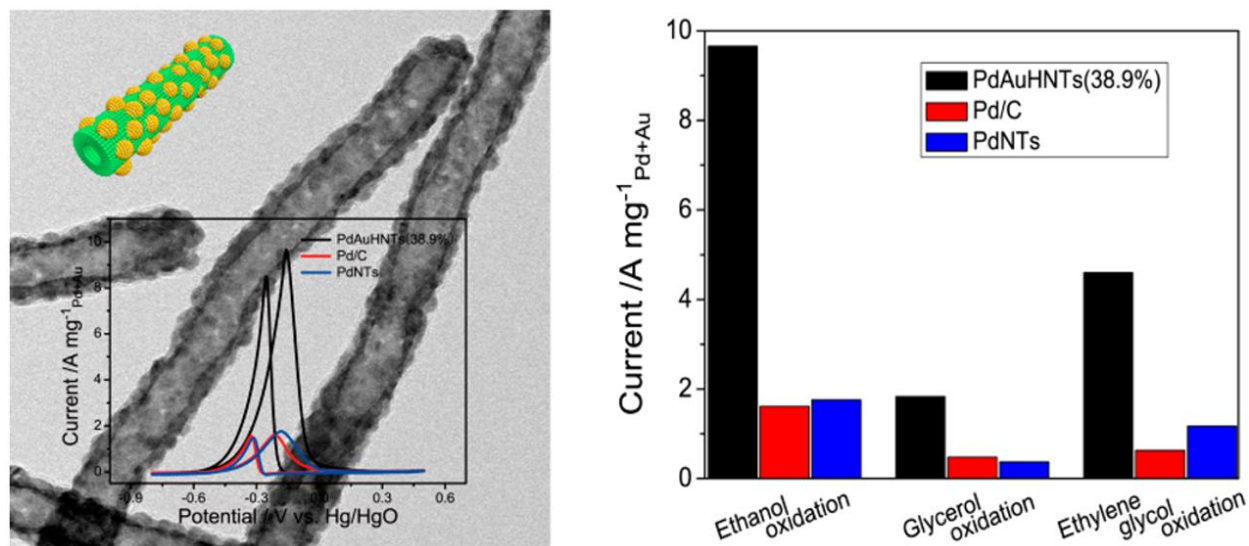 10
8
6
4
2
0
Current /A mg⁻¹Pd+Au
PdAuHNTs(38.9%)
Pd/C
PdNTs
-0.9
-0.6
-0.3
0.0
0.3
0.6
Potential /V vs. Hg/HgO
10
8
6
4
2
0
Current /A mg⁻¹Pd+Au
PdAuHNTs(38.9%)
Pd/C
PdNTs
Ethanol
oxidation
Glycerol
oxidation
Ethylene
glycol
oxidation